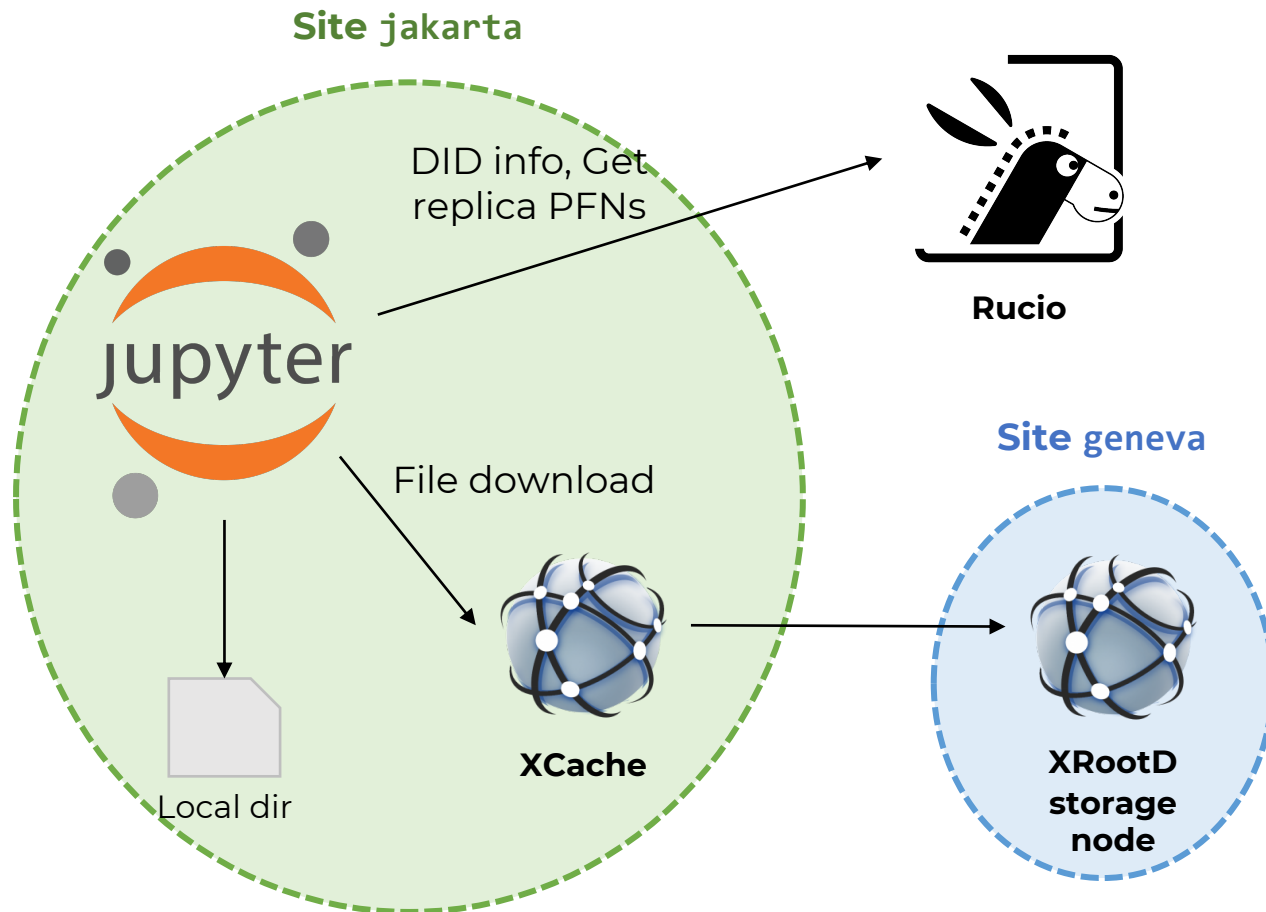 Site jakarta
DID info, Get
replica PFNs
jupyter
Rucio
Site geneva
File download
XCache
XRootD
storage
node
Local dir